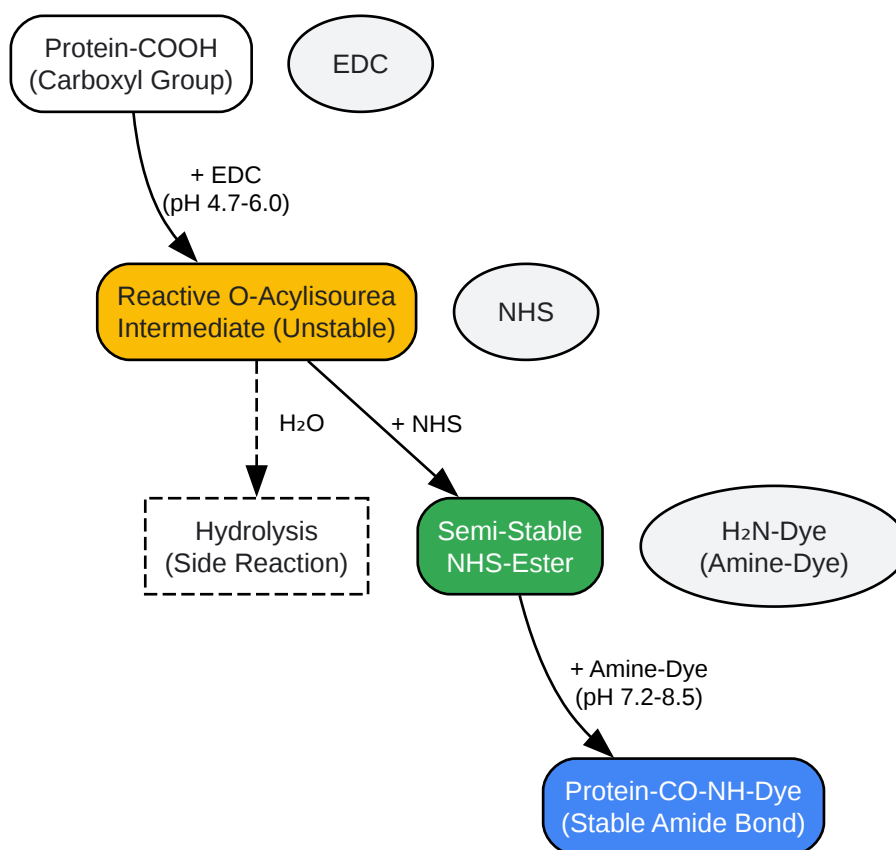 Protein-COOH
(Carboxyl Group)
EDC
+ EDC
(pH 4.7-6.0)
Reactive O-Acylisourea
Intermediate (Unstable)
NHS
H₂O
+ NHS
Hydrolysis
(Side Reaction)
Semi-Stable
NHS-Ester
H₂N-Dye
(Amine-Dye)
+ Amine-Dye
(pH 7.2-8.5)
Protein-CO-NH-Dye
(Stable Amide Bond)